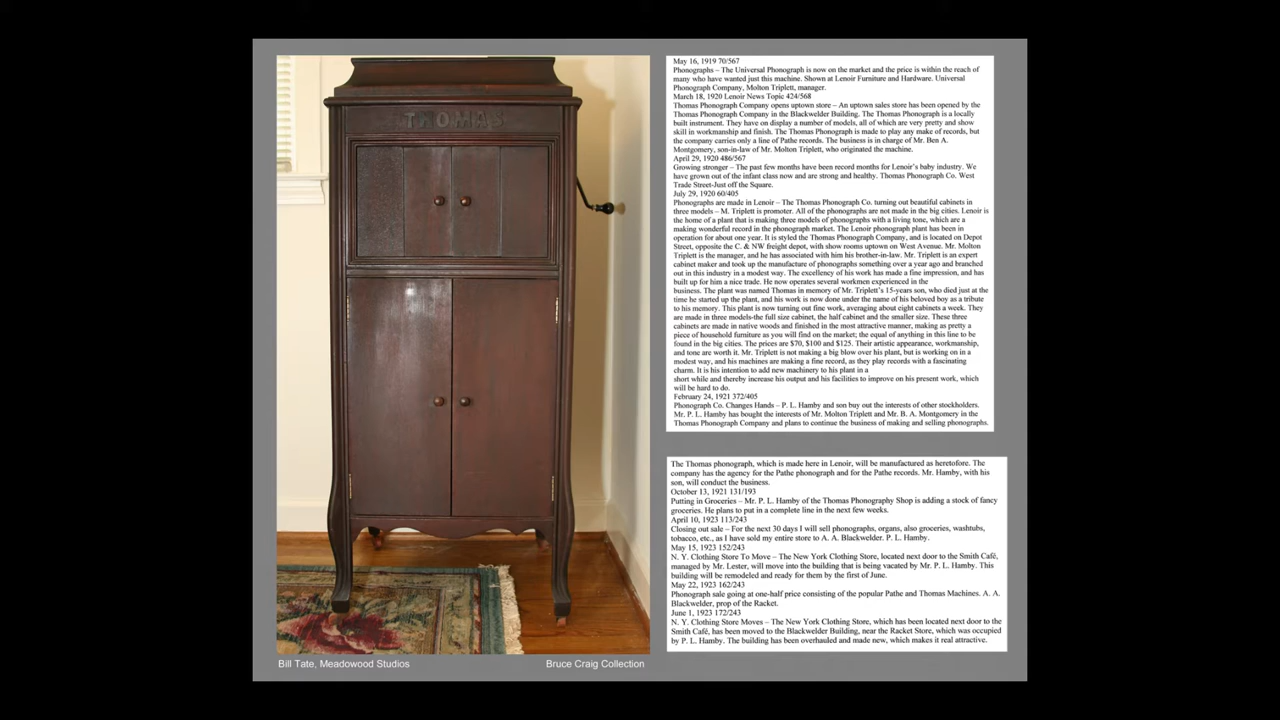 THOMAS
May 16, 1919 70/567
Phonographs – The Universal Phonograph is now on the market and the price is within the reach of
many who have wanted just this machine. Shown at Lenoir Furniture and Hardware. Universal
Phonograph Company, Molton Triplett, manager.
March 18, 1920 Lenoir News Topic 424/568
Thomas Phonograph Company opens uptown store – An uptown sales store has been opened by the
Thomas Phonograph Company in the Blackwelder Building. The Thomas Phonograph is a locally
built instrument. They have on display a number of models, all of which are very pretty and show
skill in workmanship and finish. The Thomas Phonograph is made to play any make of records, but
the company carries only a line of Pathe records. The business is in charge of Mr. Ben A.
Montgomery, son-in-law of Mr. Molton Triplett, who originated the machine.
April 29, 1920 486/567
Growing stronger – The past few months have been record months for Lenoir's baby industry. We
have grown out of the infant class now and are strong and healthy. Thomas Phonograph Co. West
Trade Street-Just off the Square.
July 29, 1920 60/405
Phonographs are made in Lenoir – The Thomas Phonograph Co. turning out beautiful cabinets in
three models – M. Triplett is promoter. All of the phonographs are not made in the big cities. Lenoir is
the home of a plant that is making three models of phonographs with a living tone, which are a
making wonderful record in the phonograph market. The Lenoir phonograph plant has been in
operation for about one year. It is styled the Thomas Phonograph Company, and is located on Depot
Street, opposite the C. & NW freight depot, with show rooms uptown on West Avenue. Mr. Molton
Triplett is the manager, and he has associated with him his brother-in-law. Mr. Triplett is an expert
cabinet maker and took up the manufacture of phonographs something over a year ago and branched
out in this industry in a modest way. The excellency of his work has made a fine impression, and has
built up for him a nice trade. He now operates several workmen experienced in the
business. The plant was named Thomas in memory of Mr. Triplett's 15-years son, who died just at the
time he started up the plant, and his work is now done under the name of his beloved boy as a tribute
to his memory. This plant is now turning out fine work, averaging about eight cabinets a week. They
are made in three models-the full size cabinet, the half cabinet and the smaller size. These three
cabinets are made in native woods and finished in the most attractive manner, making as pretty a
piece of household furniture as you will find on the market; the equal of anything in this line to be
found in the big cities. The prices are $70, $100 and $125. Their artistic appearance, workmanship,
and tone are worth it. Mr. Triplett is not making a big blow over his plant, but is working on in a
modest way, and his machines are making a fine record, as they play records with a fascinating
charm. It is his intention to add new machinery to his plant in a
short while and thereby increase his output and his facilities to improve on his present work, which
will be hard to do.
February 24, 1921 372/405
Phonograph Co. Changes Hands – P. L. Hamby and son buy out the interests of other stockholders.
Mr. P. L. Hamby has bought the interests of Mr. Molton Triplett and Mr. B. A. Montgomery in the
Thomas Phonograph Company and plans to continue the business of making and selling phonographs.
The Thomas phonograph, which is made here in Lenoir, will be manufactured as heretofore. The
company has the agency for the Pathe phonograph and for the Pathe records. Mr. Hamby, with his
son, will conduct the business.
October 13, 1921 131/193
Putting in Groceries – Mr. P. L. Hamby of the Thomas Phonography Shop is adding a stock of fancy
groceries. He plans to put in a complete line in the next few weeks.
April 10, 1923 113/243
Closing out sale – For the next 30 days I will sell phonographs, organs, also groceries, washtubs,
tobacco, etc., as I have sold my entire store to A. A. Blackwelder. P. L. Hamby.
May 15, 1923 152/243
N. Y. Clothing Store To Move – The New York Clothing Store, located next door to the Smith Café,
managed by Mr. Lester, will move into the building that is being vacated by Mr. P. L. Hamby. This
building will be remodeled and ready for them by the first of June.
May 22, 1923 162/243
Phonograph sale going at one-half price consisting of the popular Pathe and Thomas Machines. A. A.
Blackwelder, prop of the Racket.
June 1, 1923 172/243
N. Y. Clothing Store Moves – The New York Clothing Store, which has been located next door to the
Smith Café, has been moved to the Blackwelder Building, near the Racket Store, which was occupied
by P. L. Hamby. The building has been overhauled and made new, which makes it real attractive.
Bill Tate, Meadowood Studios
Bruce Craig Collection